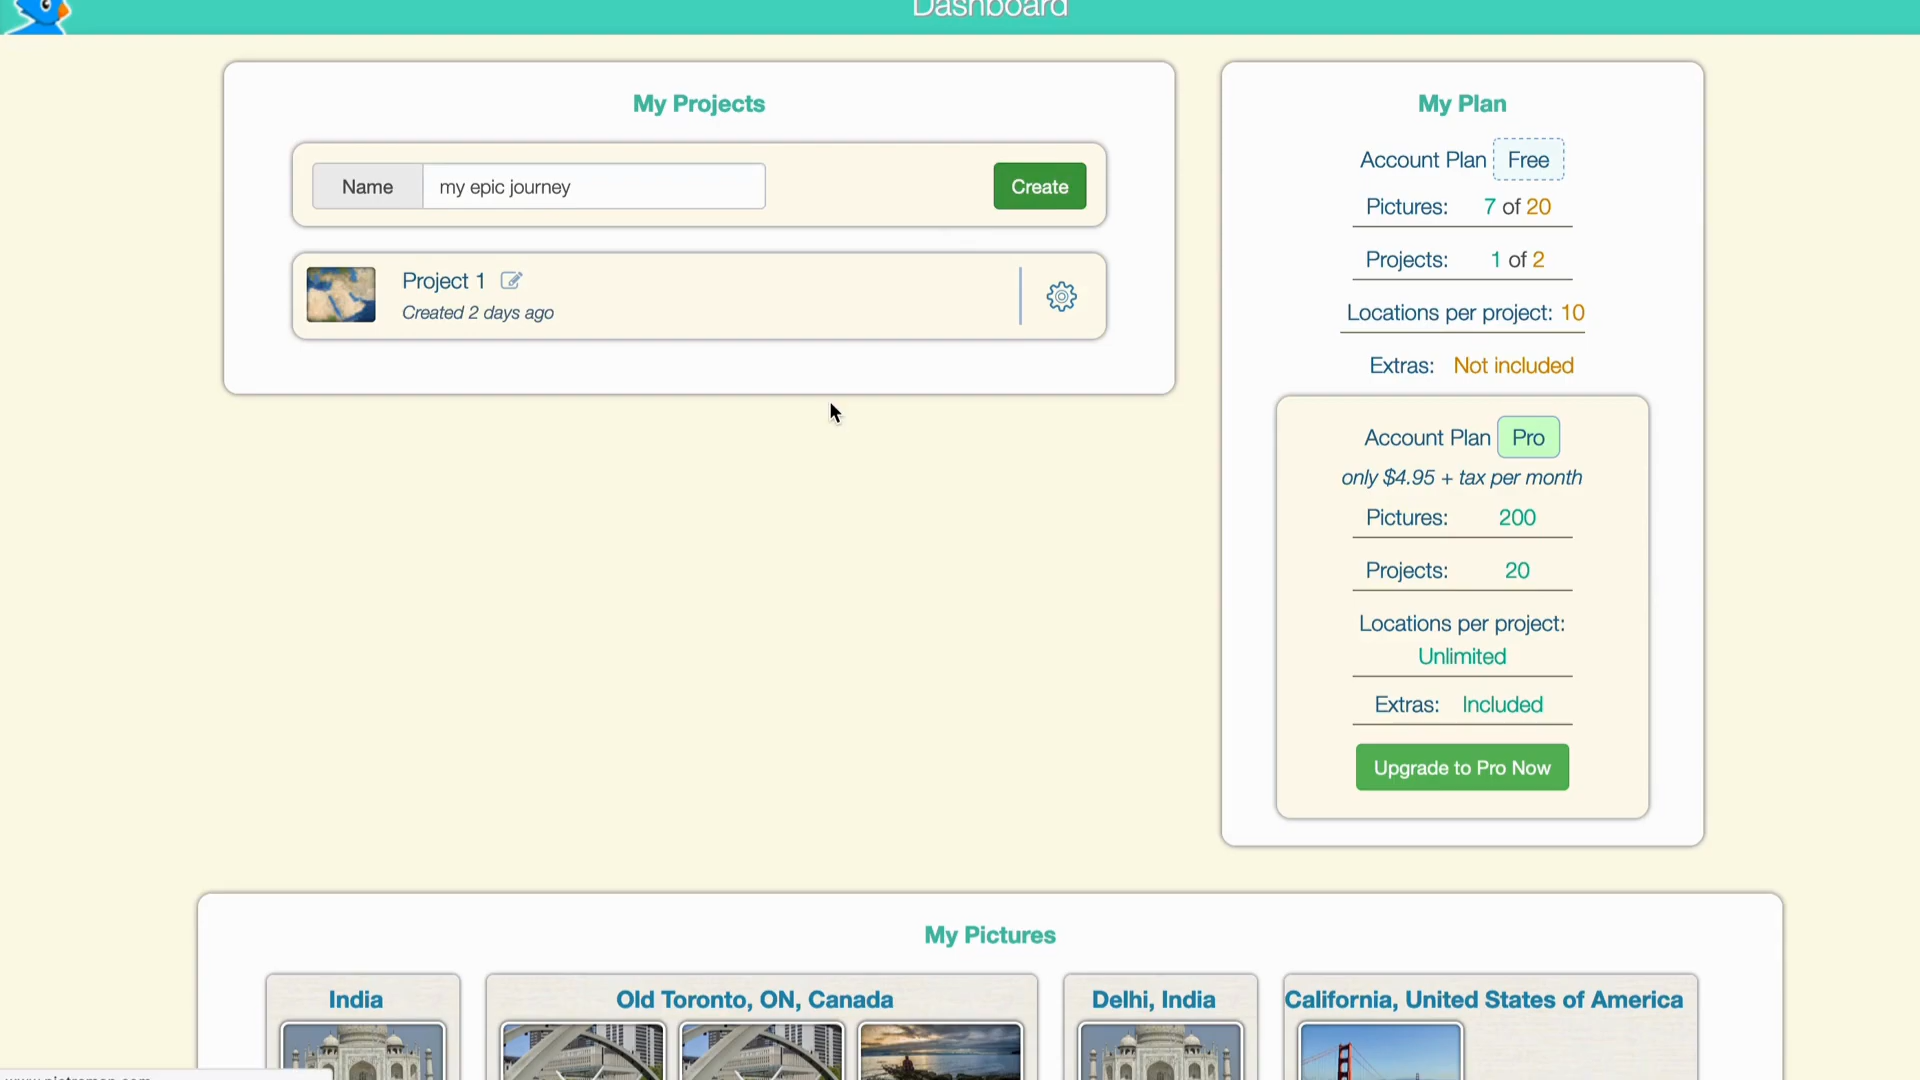 Dashboard
My Projects
Name my epic journey Create
Project 1
Created 2 days ago
My Plan
Account Plan Free
Pictures: 7 of 20
Projects: 1 of 2
Locations per project: 10
Extras: Not included
Account Plan Pro
only $4.95 + tax per month
Pictures: 200
Projects: 20
Locations per project:
Unlimited
Extras: Included
Upgrade to Pro Now
My Pictures
India
Old Toronto, ON, Canada
Delhi, India
California, United States of America